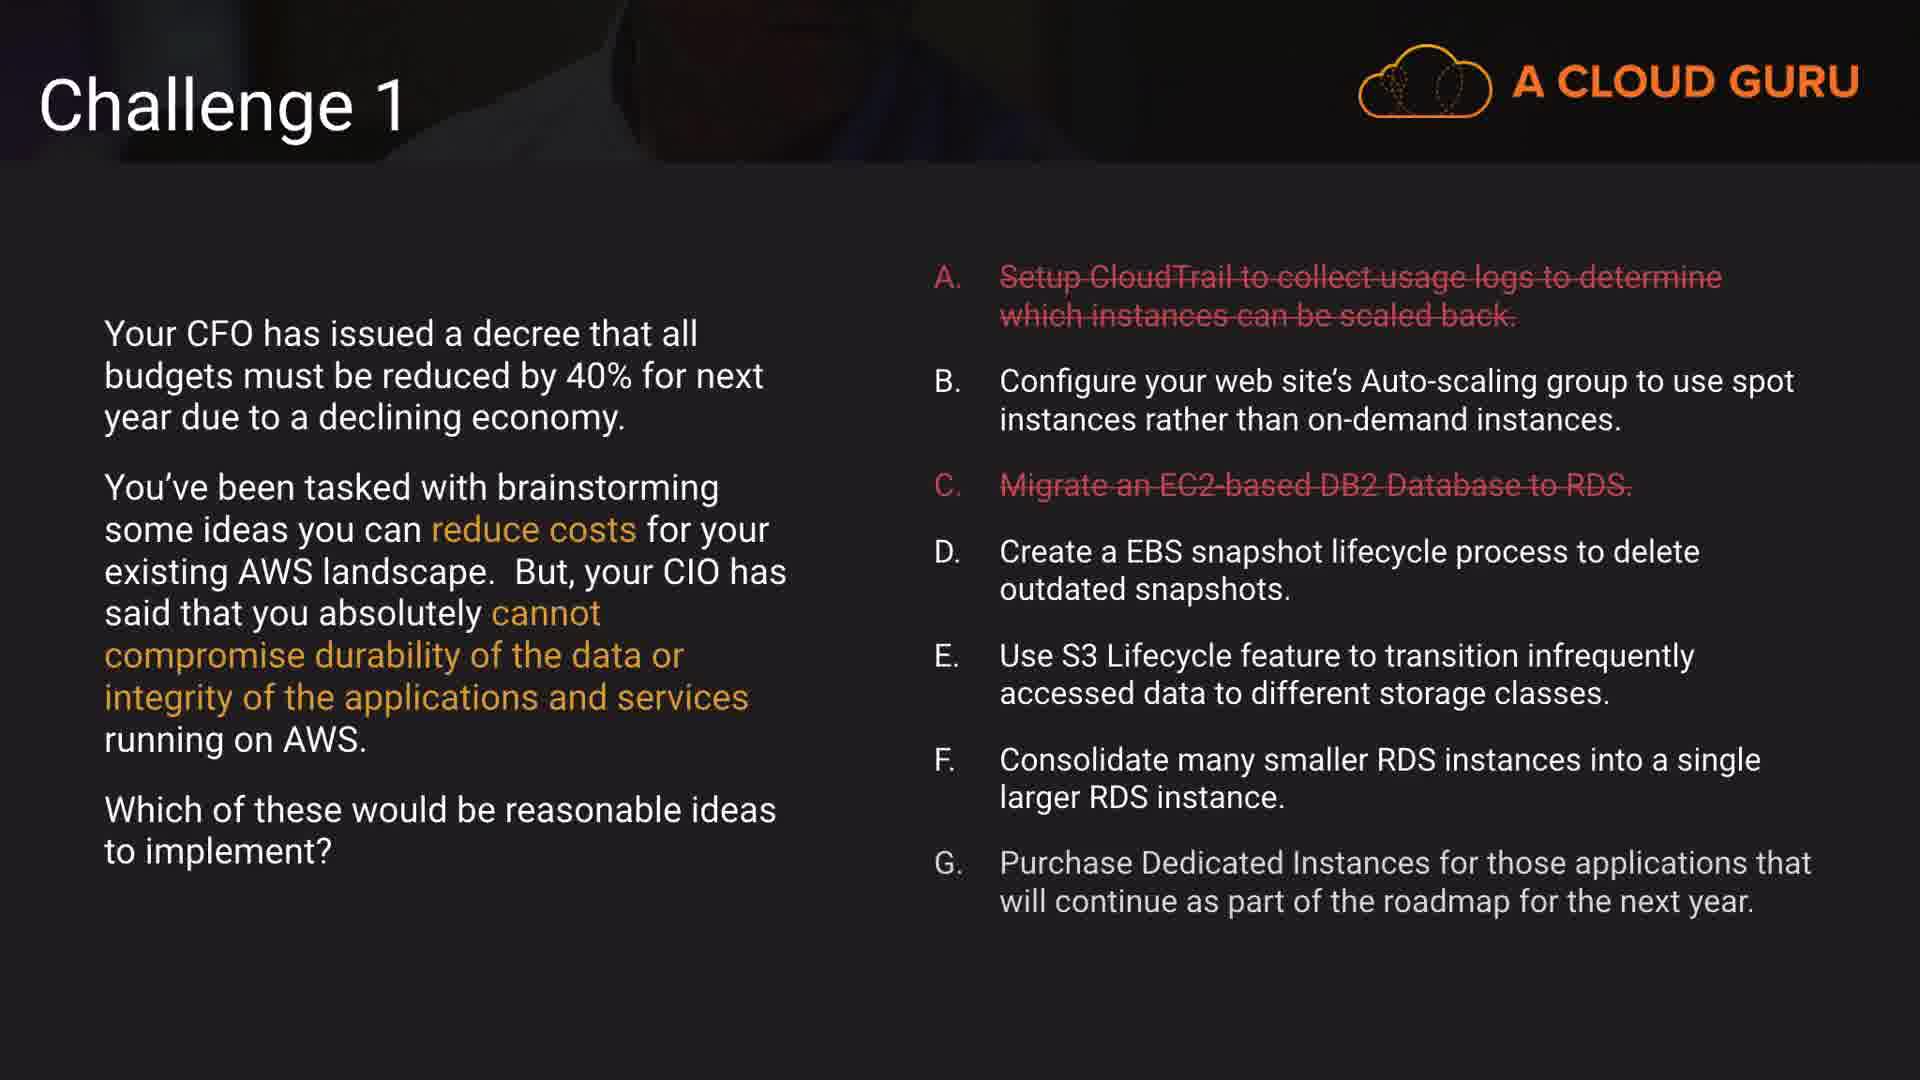 Challenge 1
A CLOUD GURU
Your CFO has issued a decree that all
budgets must be reduced by 40% for next
year due to a declining economy.
You’ve been tasked with brainstorming
some ideas you can reduce costs for your
existing AWS landscape.  But, your CIO has
said that you absolutely cannot
compromise durability of the data or
integrity of the applications and services
running on AWS.
Which of these would be reasonable ideas
to implement?
A. Setup CloudTrail to collect usage logs to determine
which instances can be scaled back.
B. Configure your web site’s Auto-scaling group to use spot
instances rather than on-demand instances.
C. Migrate an EC2-based DB2 Database to RDS.
D. Create a EBS snapshot lifecycle process to delete
outdated snapshots.
E. Use S3 Lifecycle feature to transition infrequently
accessed data to different storage classes.
F. Consolidate many smaller RDS instances into a single
larger RDS instance.
G. Purchase Dedicated Instances for those applications that
will continue as part of the roadmap for the next year.